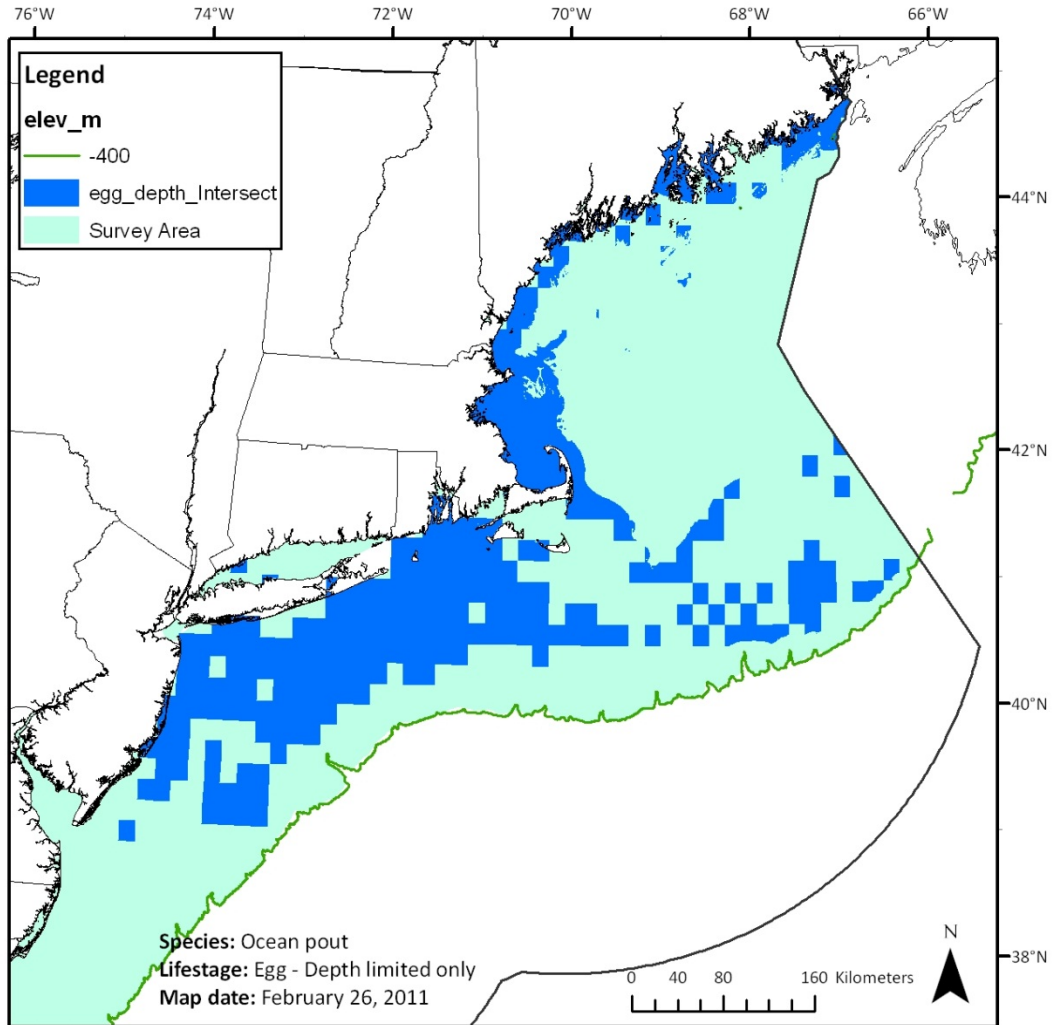 76°W 74°W 72°W 70°W 68°W 66°W
Legend
elev_m
-400
egg_depth_Intersect
Survey Area
44°N
42°N
40°N
38°N
Species: Ocean pout
Lifestage: Egg - Depth limited only
Map date: February 26, 2011
N
0 40 80 160 Kilometers